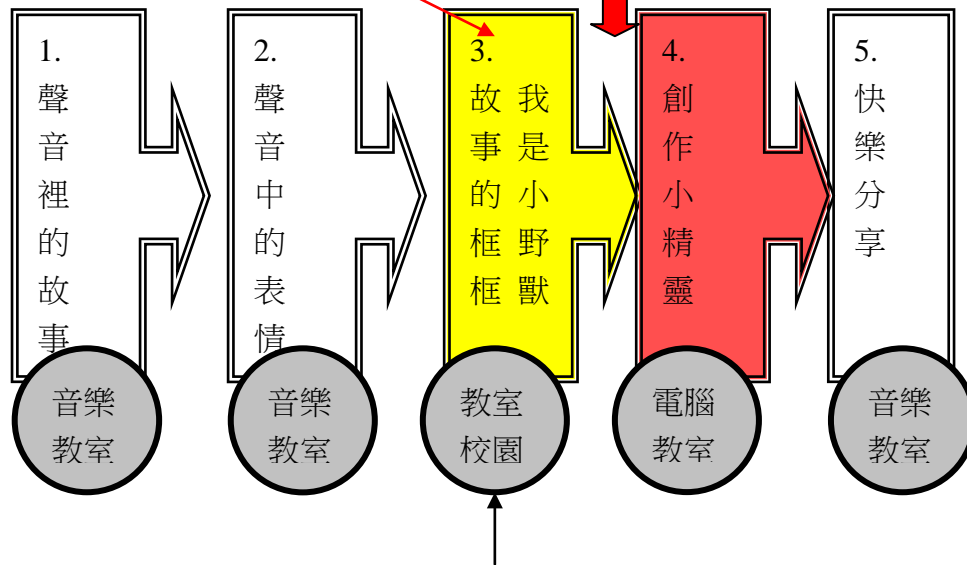 1.
聲音裡的故事
2.
聲音中的表情
3.
我是小野獸
故事的框框
4.
創作小精靈
5.
快樂分享
音樂
教室
音樂
教室
教室
校園
電腦
教室
音樂
教室